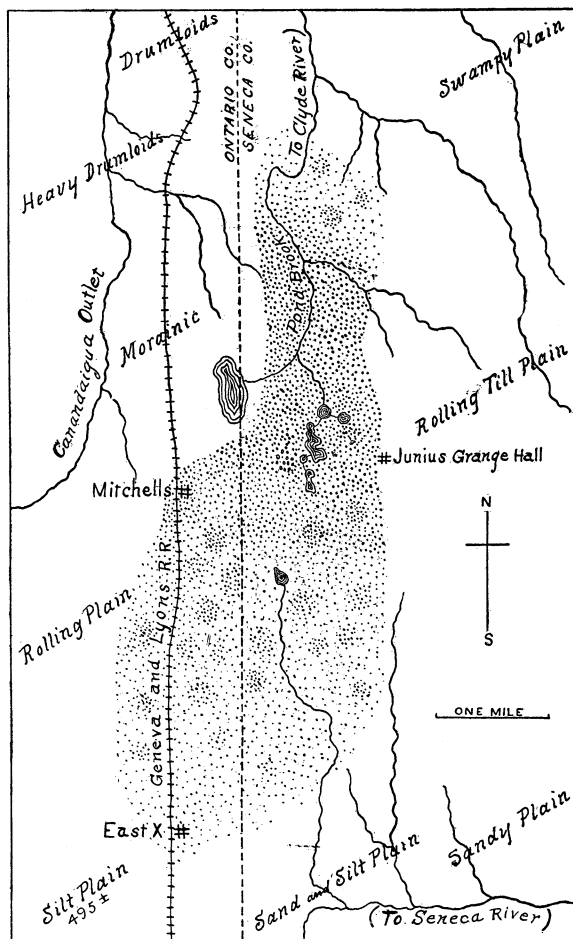 Drumloids
ONTARIO CO.
SENECA CO.
To Clyde River
Swampy Plain
Heavy Drumloids
Pond Brook
Canandaigua Outlet
Morainic
Rolling Till Plain
Junius Grange Hall
Mitchells
N
S
Rolling Plain
Geneva and Lyons R.R.
ONE MILE
East X
Silt Plain
495±
Sand and Silt Plain
Sandy Plain
(To Seneca River)